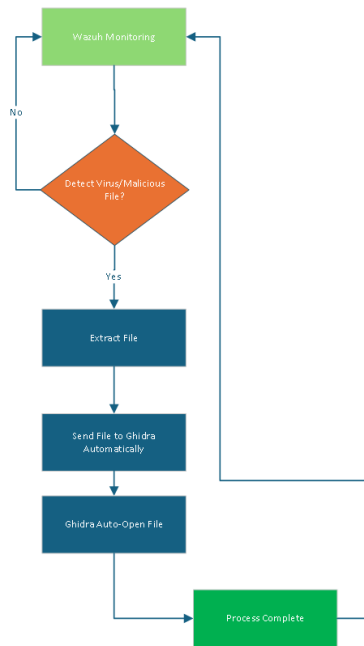 Wazuh Monitoring
No
Detect Virus/Malicious
File?
Yes
Extract File
Send File to Ghidra
Automatically
Ghidra Auto-Open File
Process Complete